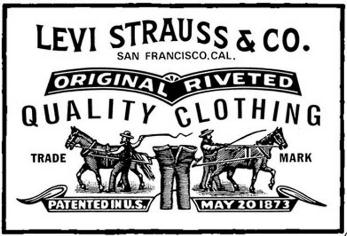 LEVI STRAUSS & CO.
SAN FRANCISCO, CAL.
ORIGINAL RIVETED
QUALITY CLOTHING
TRADE MARK
PATENTED IN U.S. MAY 20 1873